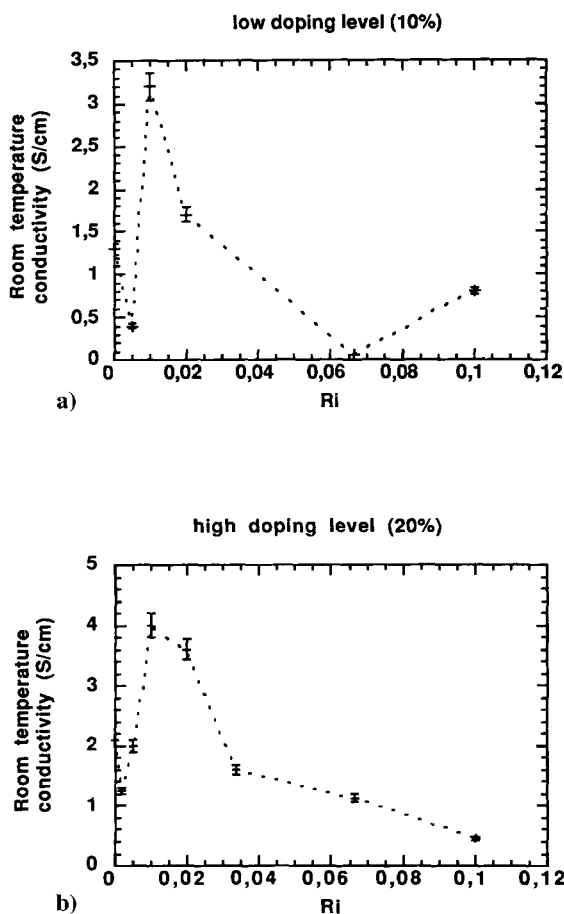 low doping level (10%)
3,5
3
2,5
2
1,5
1
0,5
0
Room temperature
conductivity (S/cm)
0 0,02 0,04 0,06 0,08 0,1 0,12
Ri
a)
high doping level (20%)
5
4
3
2
1
0
Room temperature
conductivity (S/cm)
0 0,02 0,04 0,06 0,08 0,1 0,12
Ri
b)